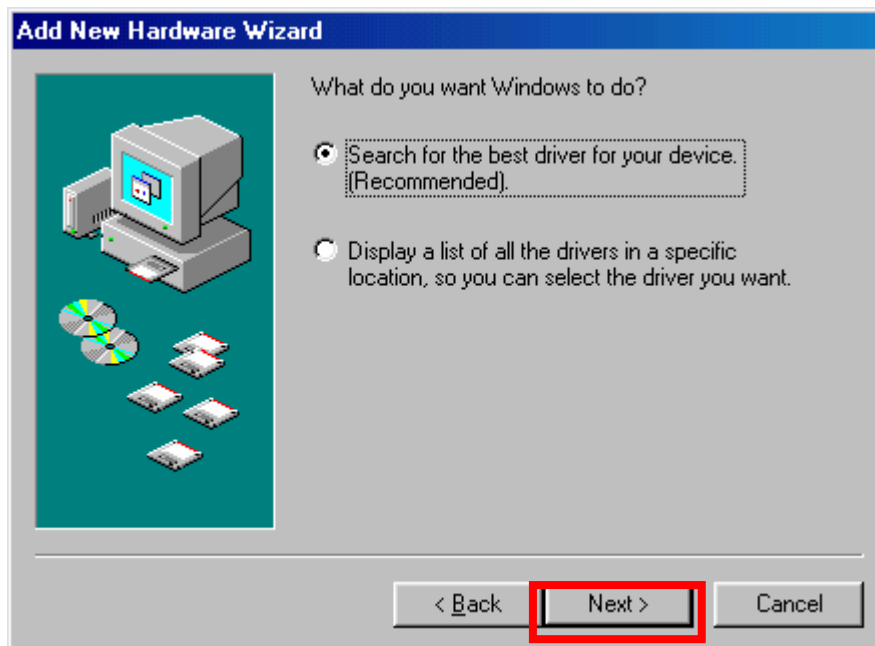 Add New Hardware Wizard
What do you want Windows to do?
Search for the best driver for your device.
(Recommended).
Display a list of all the drivers in a specific
location, so you can select the driver you want.
< Back
Next >
Cancel